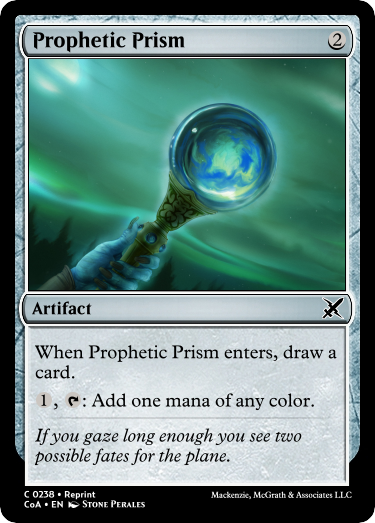 Prophetic Prism 2
Artifact
When Prophetic Prism enters, draw a
card.
1 , : Add one mana of any color.
If you gaze long enough you see two
possible fates for the plane.
C 0238 • Reprint
CoA • EN Stone Perales
Mackenzie, McGrath & Associates LLC